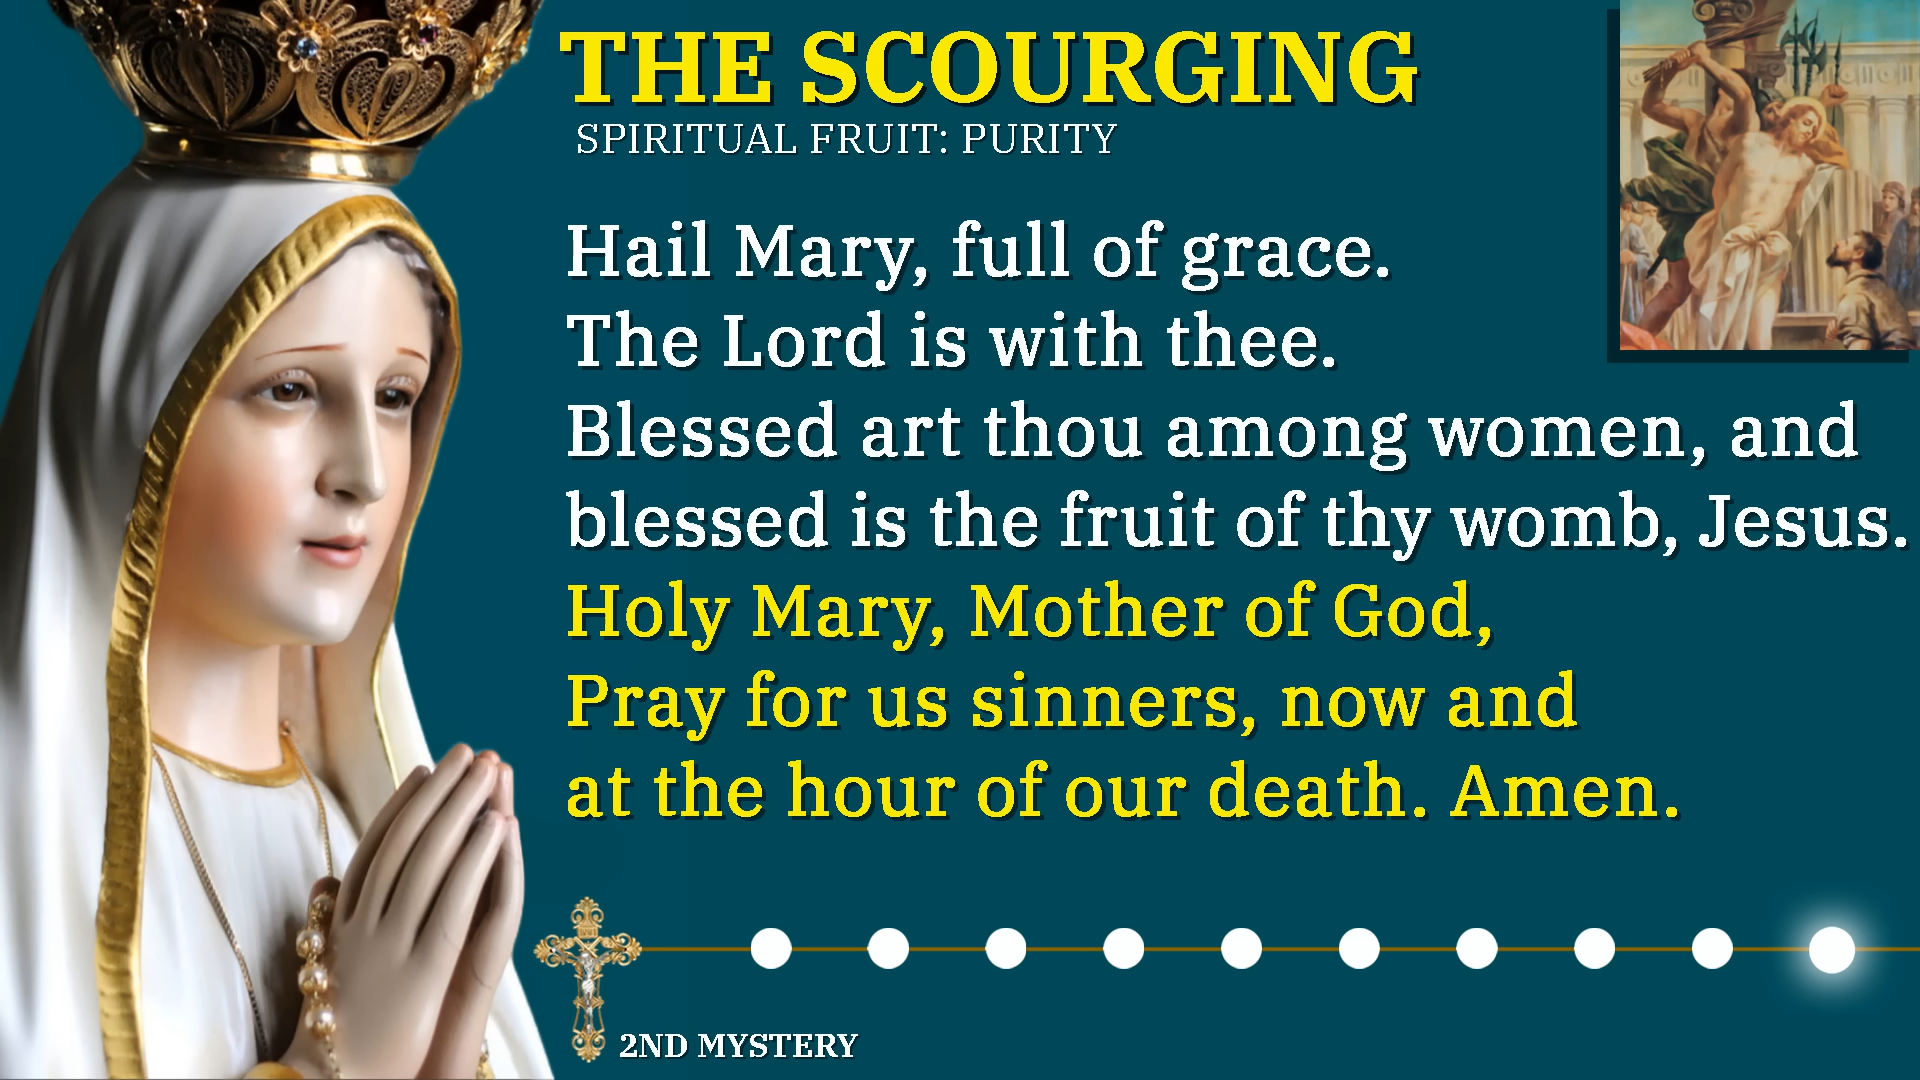 THE SCOURGING
SPIRITUAL FRUIT: PURITY
Hail Mary, full of grace.
The Lord is with thee.
Blessed art thou among women, and
blessed is the fruit of thy womb, Jesus.
Holy Mary, Mother of God,
Pray for us sinners, now and
at the hour of our death. Amen.
2ND MYSTERY